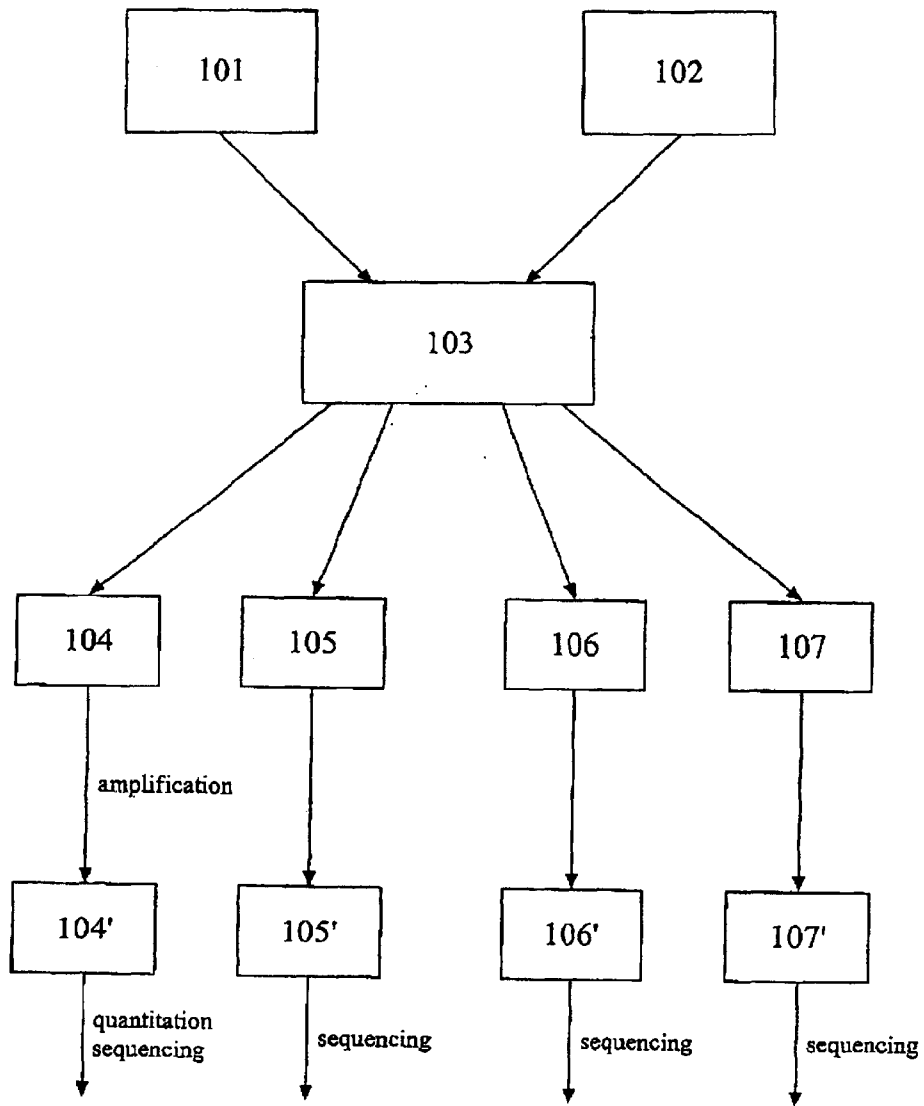 101
102
103
104
105
106
107
amplification
104'
105'
106'
107'
quantitation
sequencing
sequencing
sequencing
sequencing